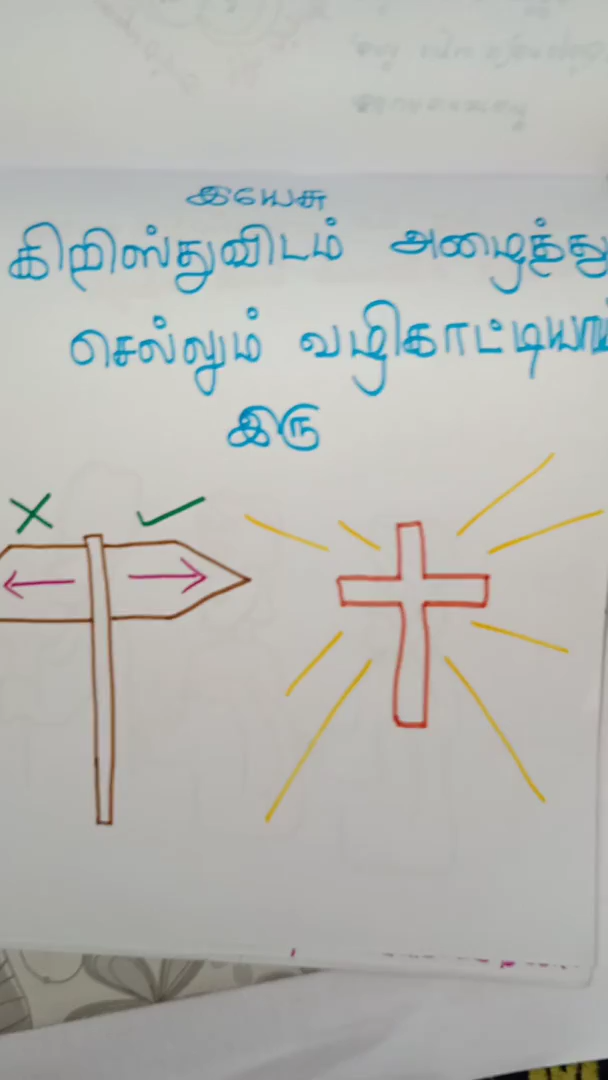 இயேசு
கிறிஸ்துவிடம் அழைத்து
செல்லும் வழிகாட்டியாய்
இரு